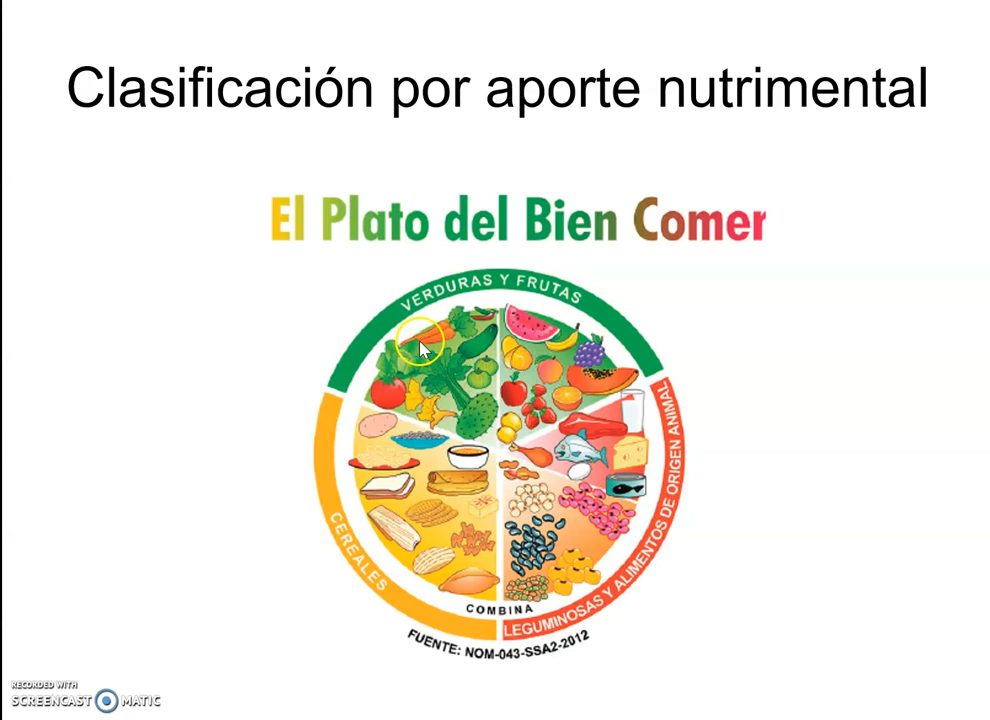 Clasificación por aporte nutrimental
El Plato del Bien Comer
VERDURAS Y FRUTAS
CEREALES
LEGUMINOSAS Y ALIMENTOS DE ORIGEN ANIMAL
COMBINA
FUENTE: NOM-043-SSA2-2012
RECORDED WITH
SCREENCAST MATIC